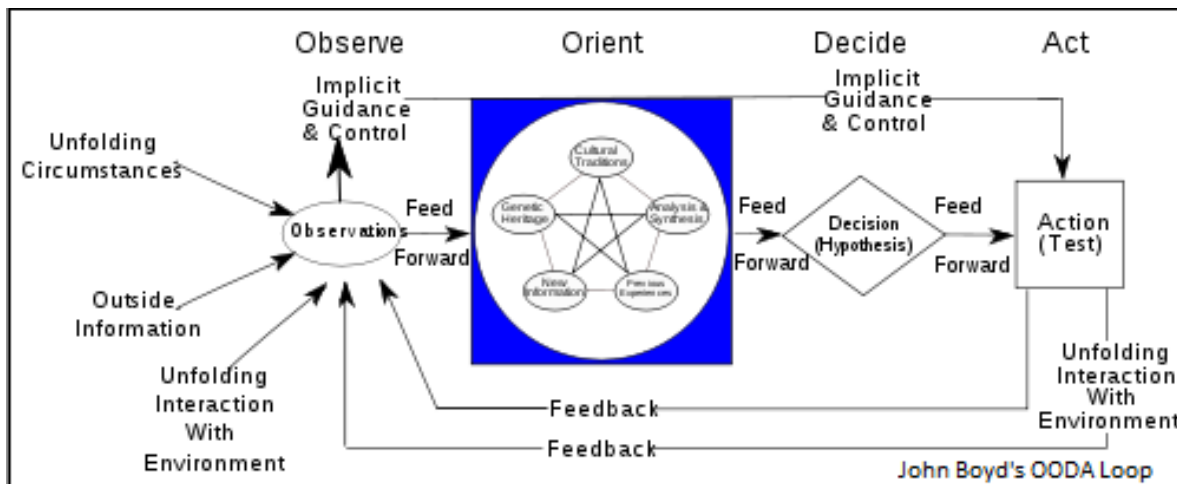 Observe
Orient
Decide
Act
Implicit
Guidance
& Control
Implicit
Guidance
& Control
Unfolding
Circumstances
Observations
Feed
Forward
Cultural
Traditions
Genetic
Heritage
Analysis &
Synthesis
New
Information
Previous
Experiences
Feed
Forward
Decision
(Hypothesis)
Feed
Forward
Action
(Test)
Outside
Information
Unfolding
Interaction
With
Environment
Feedback
Feedback
Unfolding
Interaction
With
Environment
John Boyd's OODA Loop